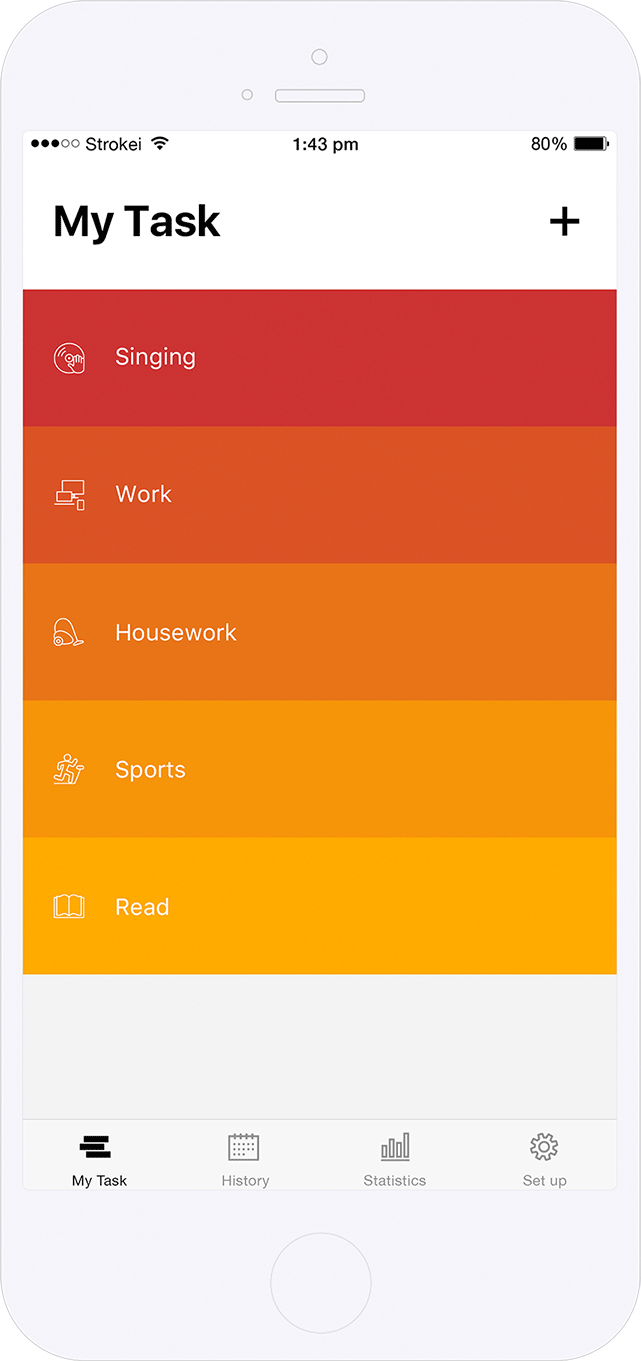 Strokei 1:43 pm 80%
My Task +
Singing
Work
Housework
Sports
Read
My Task History Statistics Set up